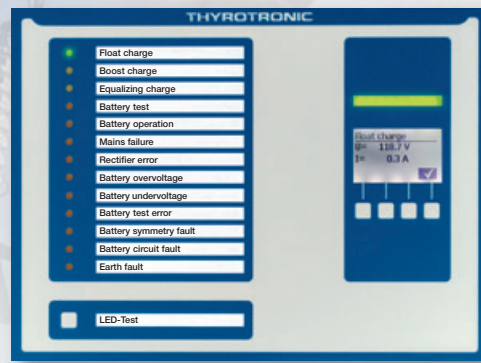 THYROTRONIC
Float charge
Boost charge
Equalizing charge
Battery test
Battery operation
Mains failure
Rectifier error
Battery overvoltage
Battery undervoltage
Battery test error
Battery symmetry fault
Battery circuit fault
Earth fault
LED-Test
Float charge
U= 118.7 V
I= 0.3 A